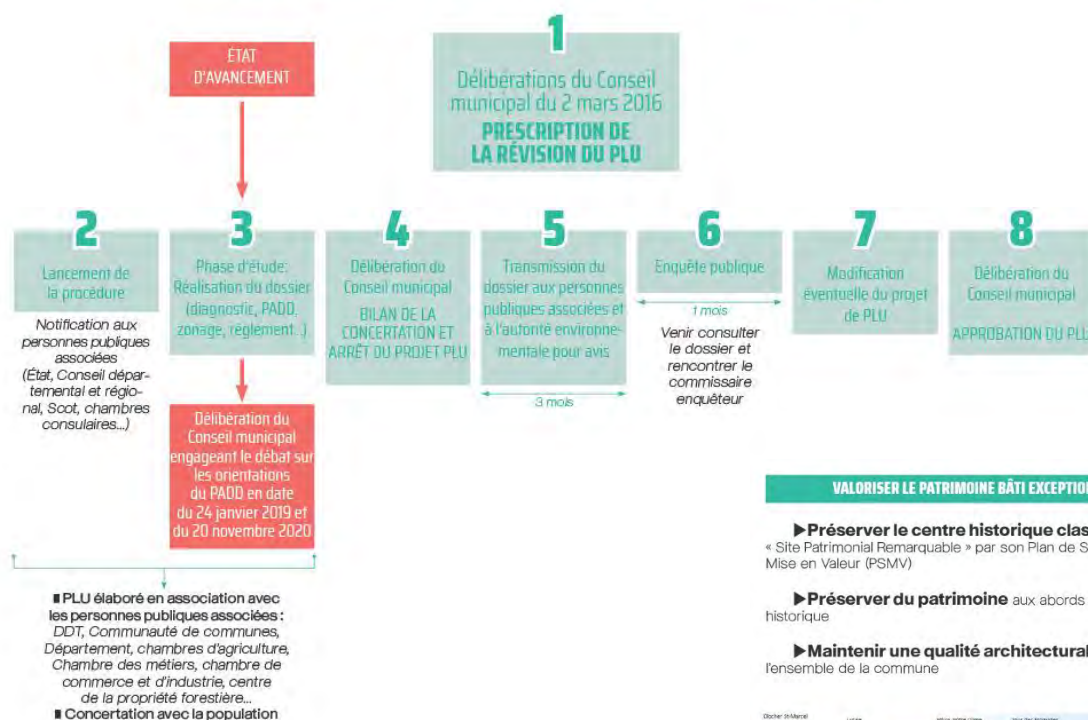 ÉTAT
D'AVANCEMENT
1
Délibérations du Conseil
municipal du 2 mars 2016
PRESCRIPTION DE
LA RÉVISION DU PLU
2
Lancement de
la procédure
Notification aux
personnes publiques
associées
(État, Conseil dépar-
temental et régio-
nal, Scot, chambres
consulaires...)
3
Phase d'étude:
Réalisation du dossier
(diagnostic, PADD,
zonage, règlement...)
Délibération du
Conseil municipal
engageant le débat sur
les orientations
du PADD en date
du 24 janvier 2019 et
du 20 novembre 2020
4
Délibération du
Conseil municipal
BILAN DE LA
CONCERTATION ET
ARRÊT DU PROJET PLU
5
Transmission du
dossier aux personnes
publiques associées et
à l'autorité environne-
mentale pour avis
3 mois
6
Enquête publique
1 mois
Venir consulter
le dossier et
rencontrer le
commissaire
enquêteur
7
Modification
éventuelle du projet
de PLU
8
Délibération du
Conseil municipal
APPROBATION DU PLU
■ PLU élaboré en association avec
les personnes publiques associées :
DDT, Communauté de communes,
Département, chambres d'agriculture,
Chambre des métiers, chambre de
commerce et d'industrie, centre
de la propriété forestière...
■ Concertation avec la population
VALORISER LE PATRIMOINE BÂTI EXCEPTION
▶Préserver le centre historique clas
« Site Patrimonial Remarquable » par son Plan de S
Mise en Valeur (PSMV)
▶Préserver du patrimoine aux abords
historique
▶Maintenir une qualité architectural
l'ensemble de la commune
Clocher St-Marcel